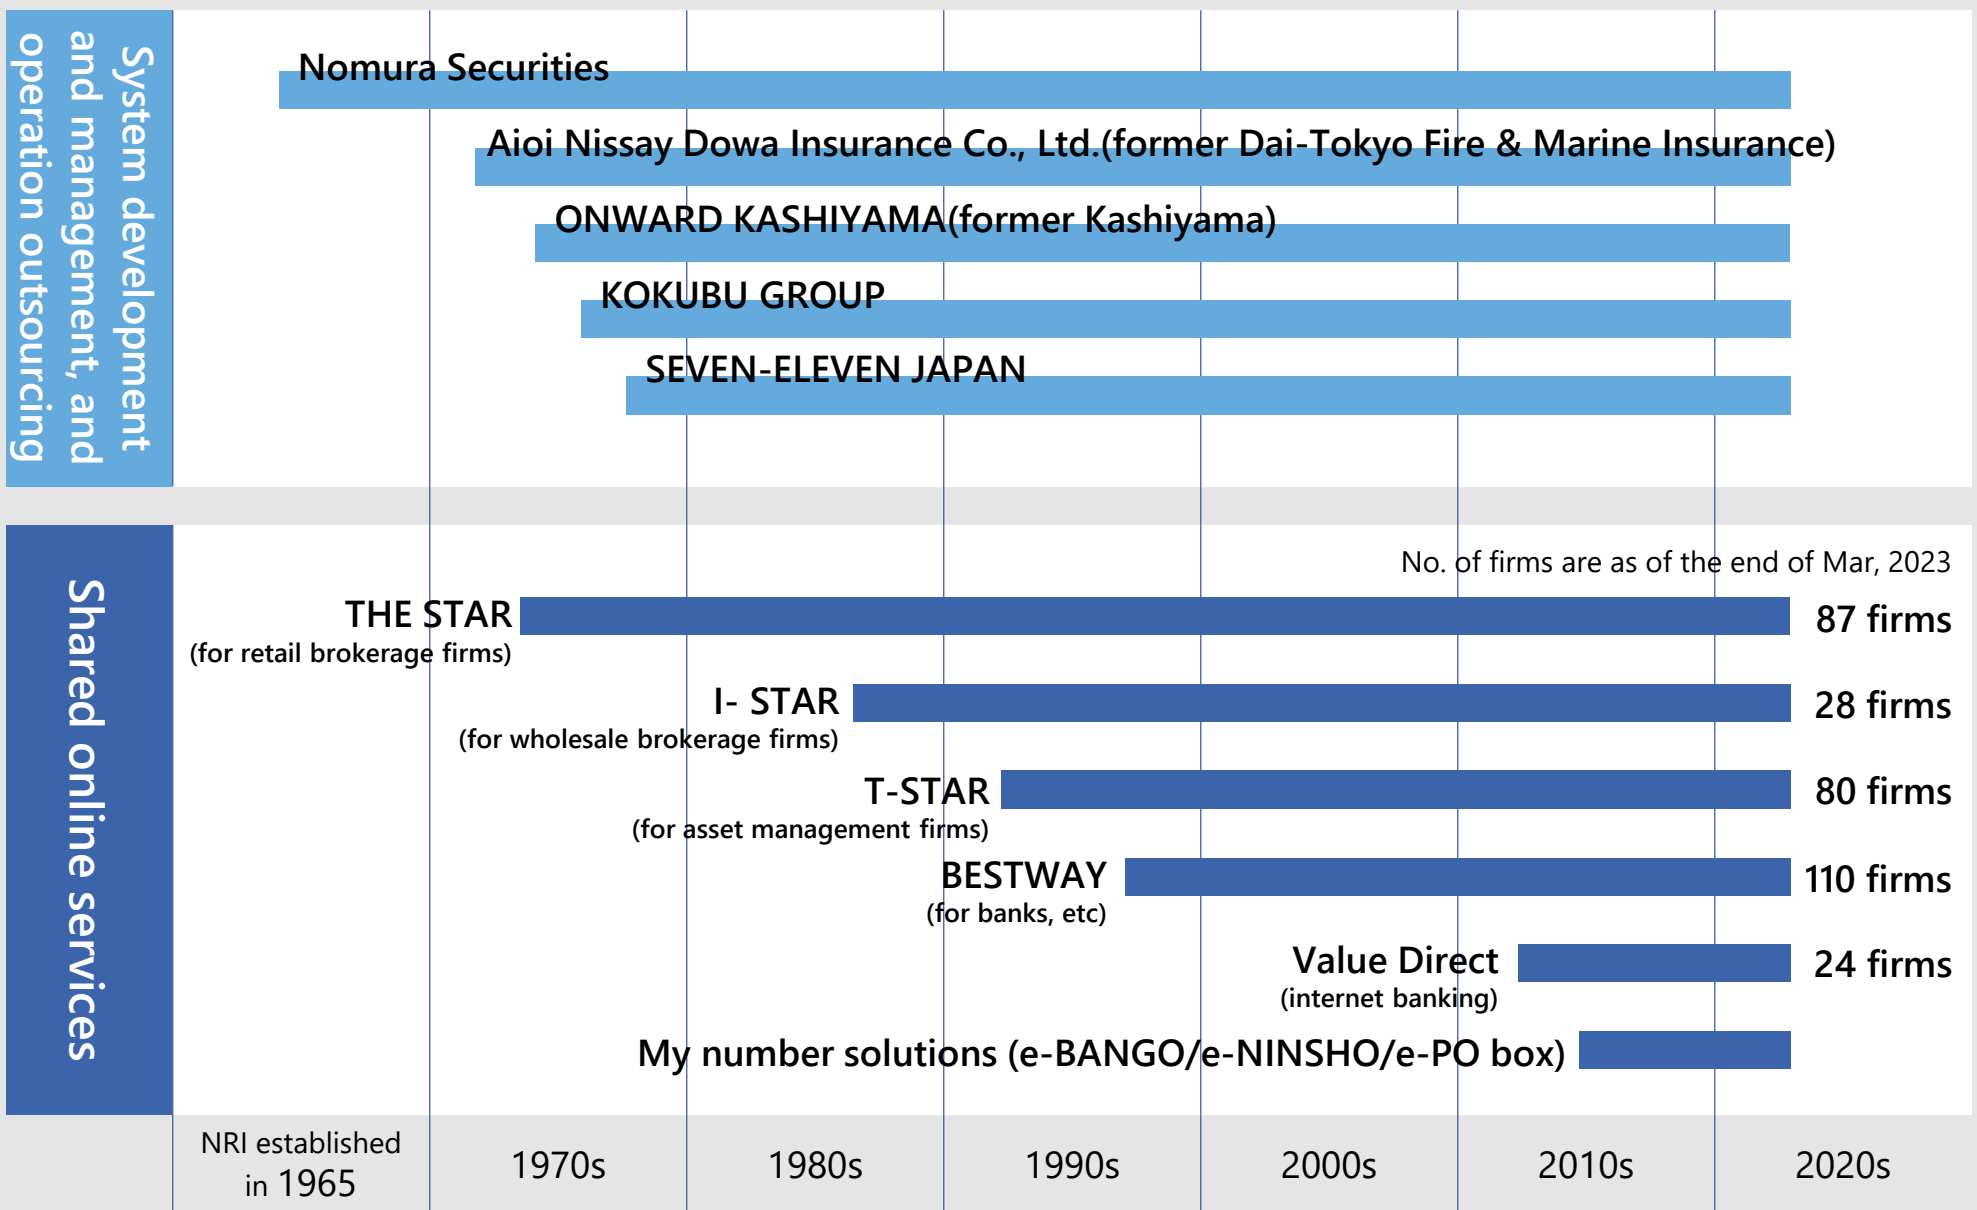 System development
and management, and
operation outsourcing
Nomura Securities
Aioi Nissay Dowa Insurance Co., Ltd.(former Dai-Tokyo Fire & Marine Insurance)
ONWARD KASHIYAMA(former Kashiyama)
KOKUBU GROUP
SEVEN-ELEVEN JAPAN
Shared online services
No. of firms are as of the end of Mar, 2023
THE STAR
(for retail brokerage firms)
87 firms
I- STAR
(for wholesale brokerage firms)
28 firms
T-STAR
(for asset management firms)
80 firms
BESTWAY
(for banks, etc)
110 firms
Value Direct
(internet banking)
24 firms
My number solutions (e-BANGO/e-NINSHO/e-PO box)
NRI established
in 1965
1970s
1980s
1990s
2000s
2010s
2020s